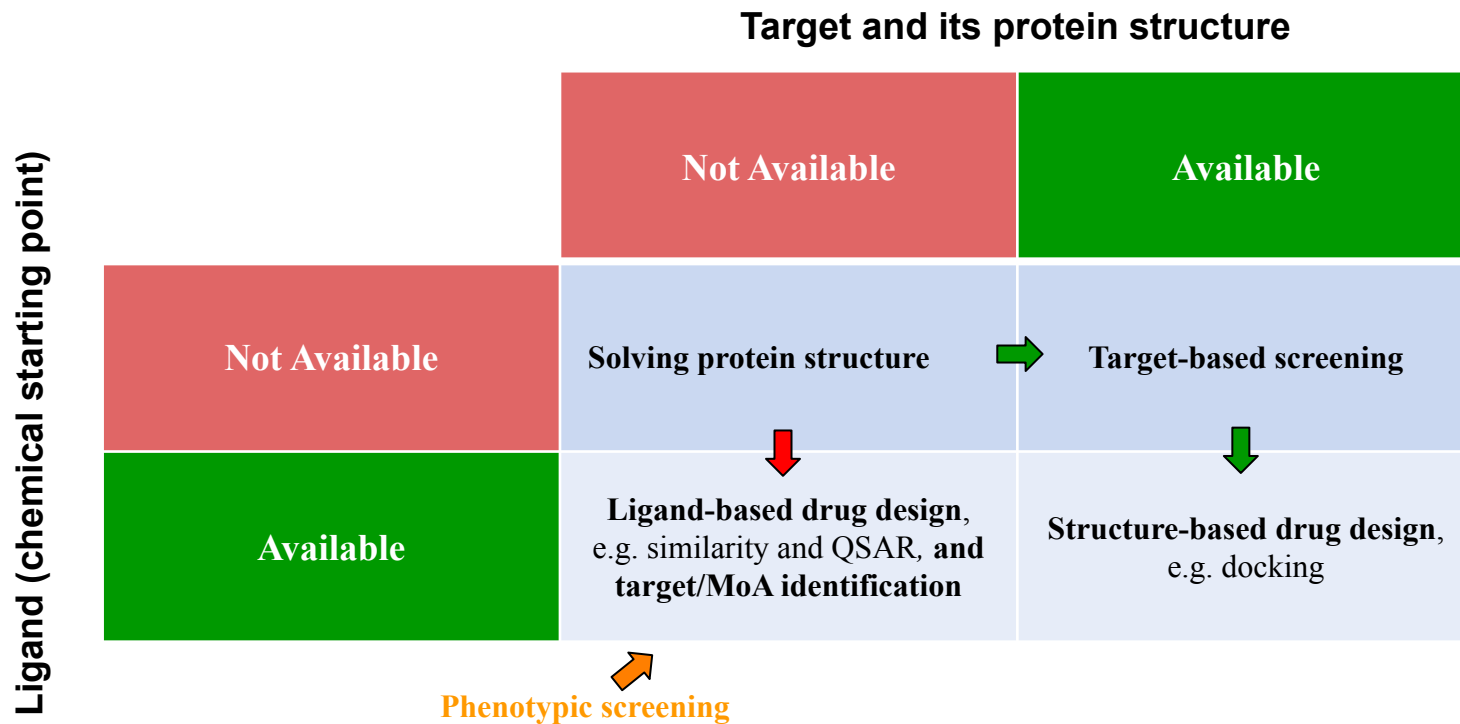 Target and its protein structure
Ligand (chemical starting point)
Not Available
Available
Not Available
Solving protein structure
Target-based screening
Available
Ligand-based drug design,
e.g. similarity and QSAR, and
target/MoA identification
Structure-based drug design,
e.g. docking
Phenotypic screening